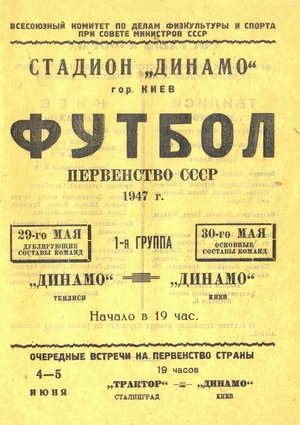 ВСЕСОЮЗНЫЙ КОМИТЕТ ПО ДЕЛАМ ФИЗКУЛЬТУРЫ И СПОРТА
ПРИ СОВЕТЕ МИНИСТРОВ СССР
СТАДИОН „ДИНАМО“
гор. КИЕВ
ФУТБОЛ
ПЕРВЕНСТВО СССР
1947 г.
29-го МАЯ
ДУБЛИРУЮЩИЕ
СОСТАВЫ КОМАНД
1-я ГРУППА
30-го МАЯ
ОСНОВНЫЕ
СОСТАВЫ КОМАНД
„ДИНАМО“ „ДИНАМО“
ТБИЛИСИ КИЕВ
Начало в 19 час.
ОЧЕРЕДНЫЕ ВСТРЕЧИ НА ПЕРВЕНСТВО СТРАНЫ
4—5
ИЮНЯ
19 часов
„ТРАКТОР“ „ДИНАМО“
СТАЛИНГРАД КИЕВ